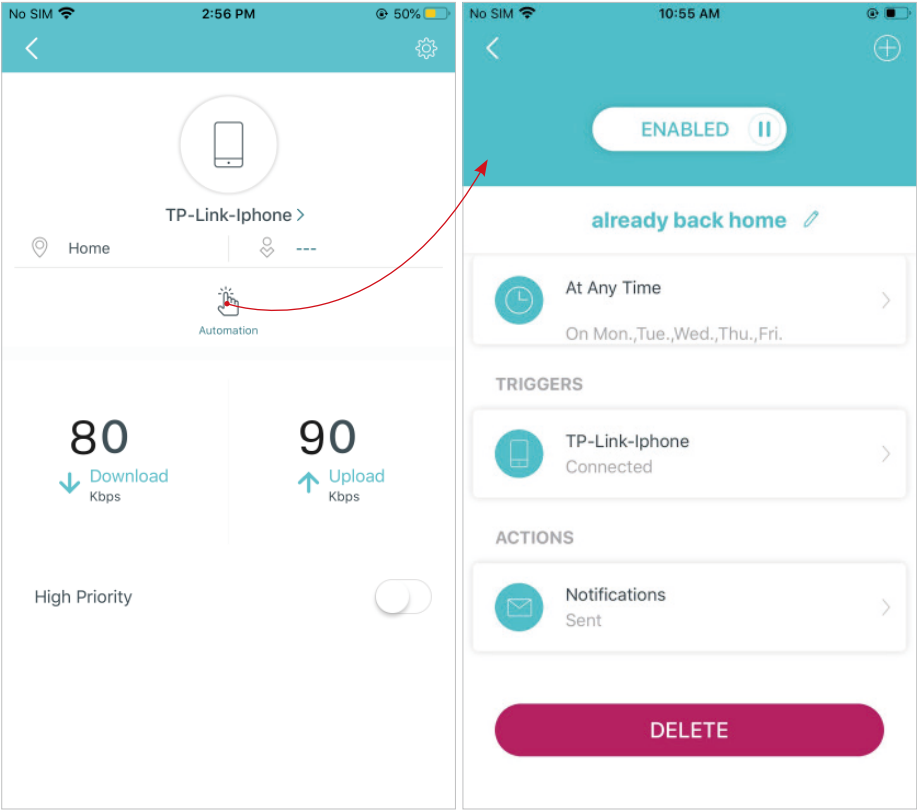 No SIM 2:56 PM 50%
TP-Link-Iphone >
Home ---
Automation
80 90
Download Upload
Kbps Kbps
High Priority
No SIM 10:55 AM
ENABLED
already back home
At Any Time
On Mon.,Tue.,Wed.,Thu.,Fri.
TRIGGERS
TP-Link-Iphone
Connected
ACTIONS
Notifications
Sent
DELETE